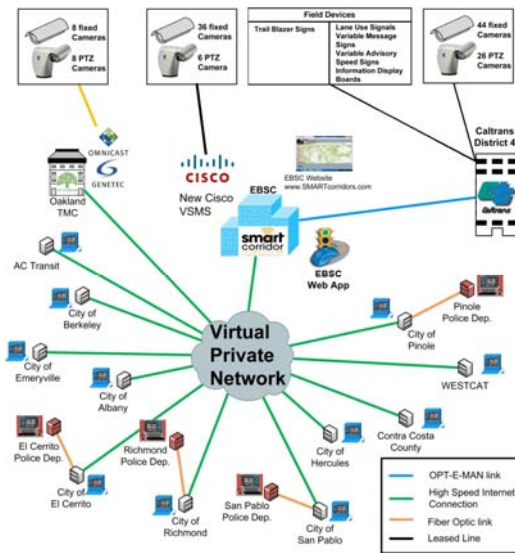 8 fixed
Cameras
8 PTZ
Cameras
36 fixed
Cameras
6 PTZ
Camera
Field Devices
Trail Blazer Signs
Lane Use Signals
Variable Message
Signs
Variable Advisory
Speed Signs
Information Display
Boards
44 fixed
Cameras
26 PTZ
Cameras
OMNICAST
GENETEC
Oakland
TMC
CISCO
New Cisco
VSMS
EBSC Website
www.SMARTcorridors.com
EBSC
smart
corridor
EBSC
Web App
Caltrans
District 4
Caltrans
AC Transit
City of
Berkeley
City of
Emeryville
City of
Albany
El Cerrito
Police Dep.
City of
El Cerrito
Richmond
Police Dep.
City of
Richmond
San Pablo
Police Dep.
City of
San Pablo
City of
Hercules
Contra Costa
County
WESTCAT
City of
Pinole
Pinole
Police Dep.
Virtual
Private
Network
OPT-E-MAN link
High Speed Internet
Connection
Fiber Optic link
Leased Line